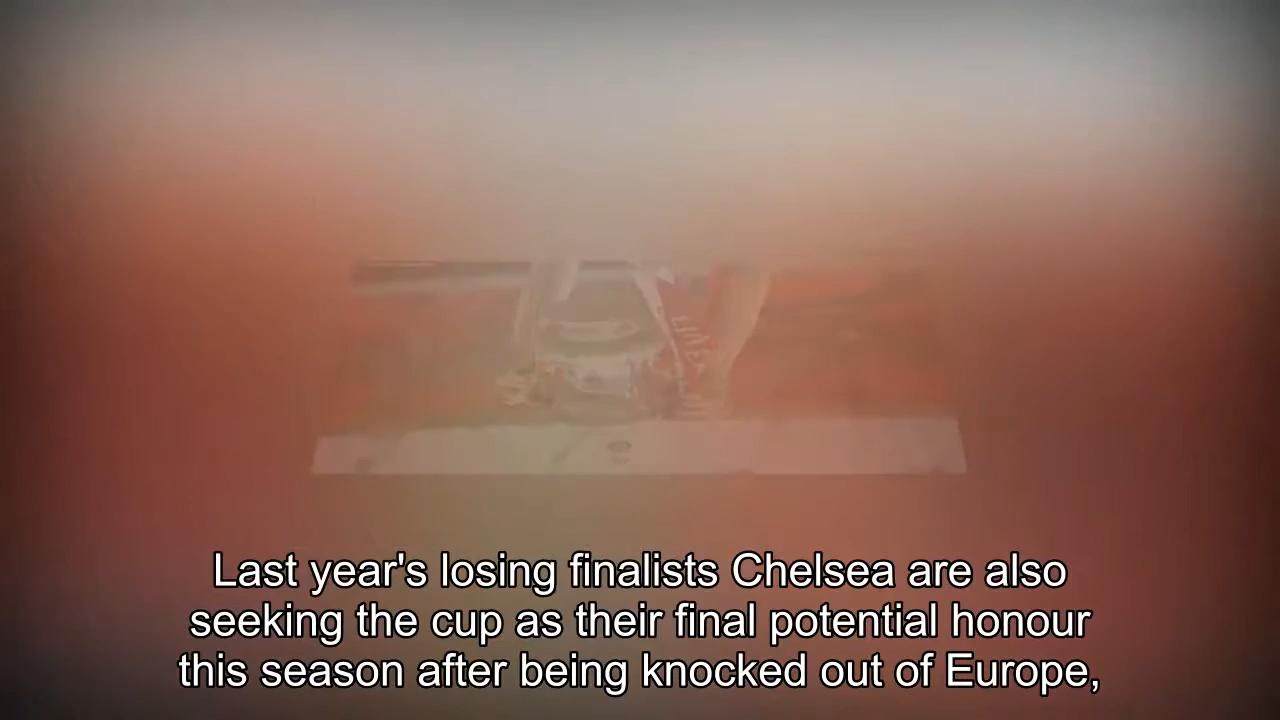 Last year's losing finalists Chelsea are also
seeking the cup as their final potential honour
this season after being knocked out of Europe,